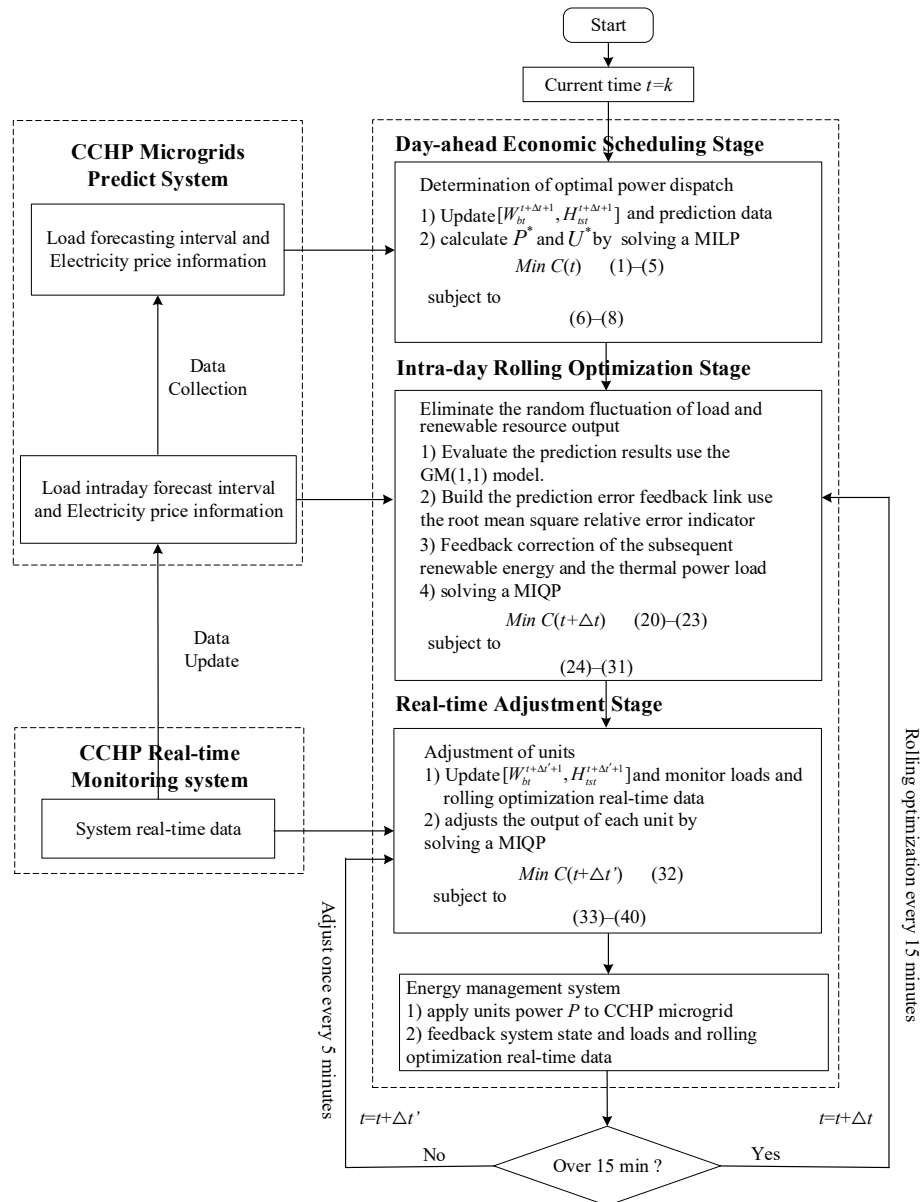 Start
Current time t=k
CCHP Microgrids
Predict System
Load forecasting interval and
Electricity price information
Data
Collection
Load intraday forecast interval
and Electricity price information
Data
Update
CCHP Real-time
Monitoring system
System real-time data
Day-ahead Economic Scheduling Stage
Determination of optimal power dispatch
1) Update [W_{bt}^{t+Δt+1}, H_{tst}^{t+Δt+1}] and prediction data
2) calculate P^* and U^* by solving a MILP
Min C(t) (1)–(5)
subject to
(6)–(8)
Intra-day Rolling Optimization Stage
Eliminate the random fluctuation of load and
renewable resource output
1) Evaluate the prediction results use the
GM(1,1) model.
2) Build the prediction error feedback link use
the root mean square relative error indicator
3) Feedback correction of the subsequent
renewable energy and the thermal power load
4) solving a MIQP
Min C(t+△t) (20)–(23)
subject to
(24)–(31)
Real-time Adjustment Stage
Adjustment of units
1) Update [W_{bt}^{t+Δt'+1}, H_{tst}^{t+Δt'+1}] and monitor loads and
rolling optimization real-time data
2) adjusts the output of each unit by
solving a MIQP
Min C(t+△t’) (32)
subject to
(33)–(40)
Energy management system
1) apply units power P to CCHP microgrid
2) feedback system state and loads and rolling
optimization real-time data
Adjust once every 5 minutes
Rolling optimization every 15 minutes
t=t+△t’
t=t+△t
No
Over 15 min ?
Yes